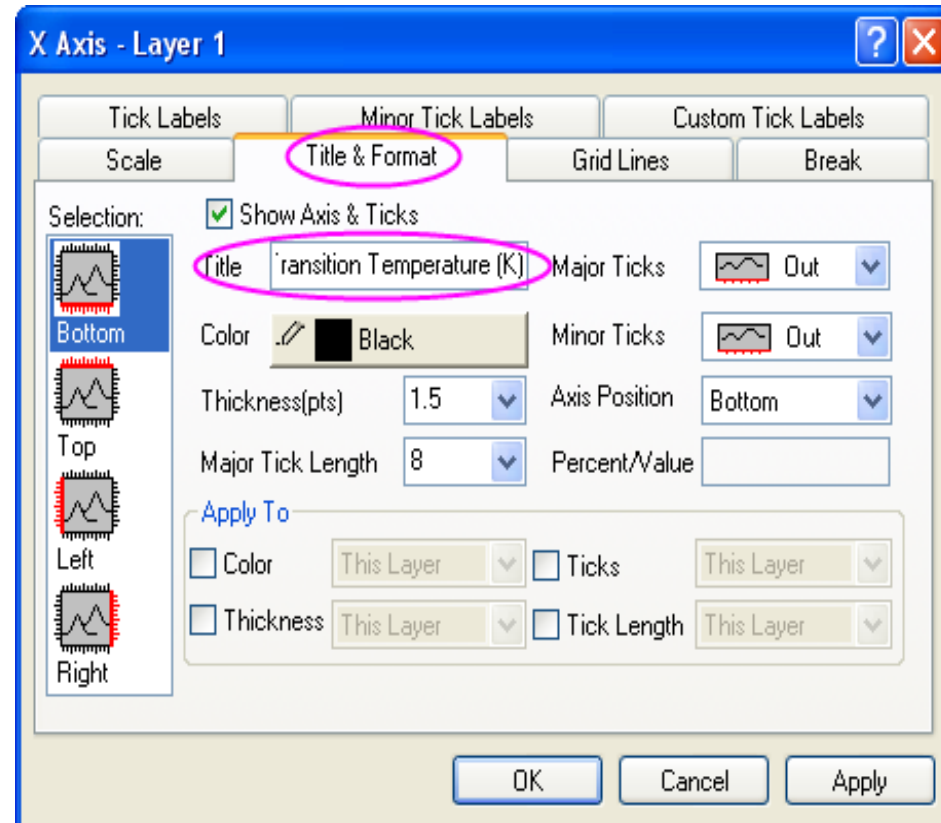 X Axis - Layer 1
Tick Labels Minor Tick Labels Custom Tick Labels
Scale Title & Format Grid Lines Break
Selection: Show Axis & Ticks
Title ransition Temperature (K) Major Ticks Out
Bottom Color Black Minor Ticks Out
Thickness(pts) 1.5 Axis Position Bottom
Top Major Tick Length 8 Percent/Value
Apply To
Left Color This Layer Ticks This Layer
Thickness This Layer Tick Length This Layer
Right
OK Cancel Apply